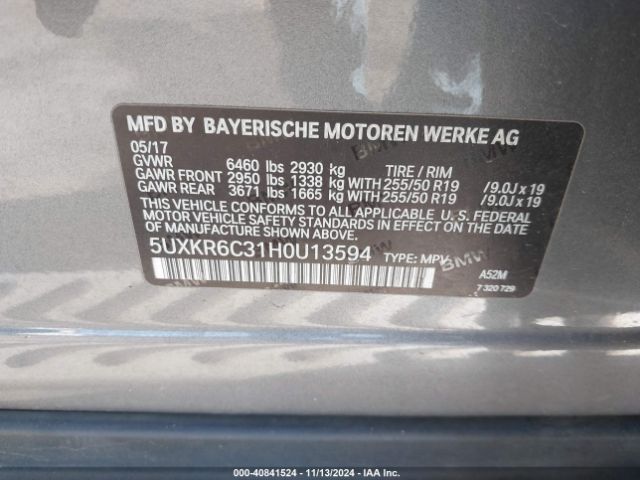 MFD BY BAYERISCHE MOTOREN WERKE AG
05/17
GVWR 6460 lbs 2930 kg TIRE / RIM
GAWR FRONT 2950 lbs 1338 kg WITH 255/50 R19 /9.0J x 19
GAWR REAR 3671 lbs 1665 kg WITH 255/50 R19 /9.0J x 19
THIS VEHICLE CONFORMS TO ALL APPLICABLE U.S. FEDERAL
MOTOR VEHICLE SAFETY STANDARDS IN EFFECT ON THE
DATE OF MANUFACTURE SHOWN ABOVE.
5UXKR6C31H0U13594 TYPE: MPV
BMW
A52M
7 320 729
000-40841524 | 11/13/2024 | IAA Inc.